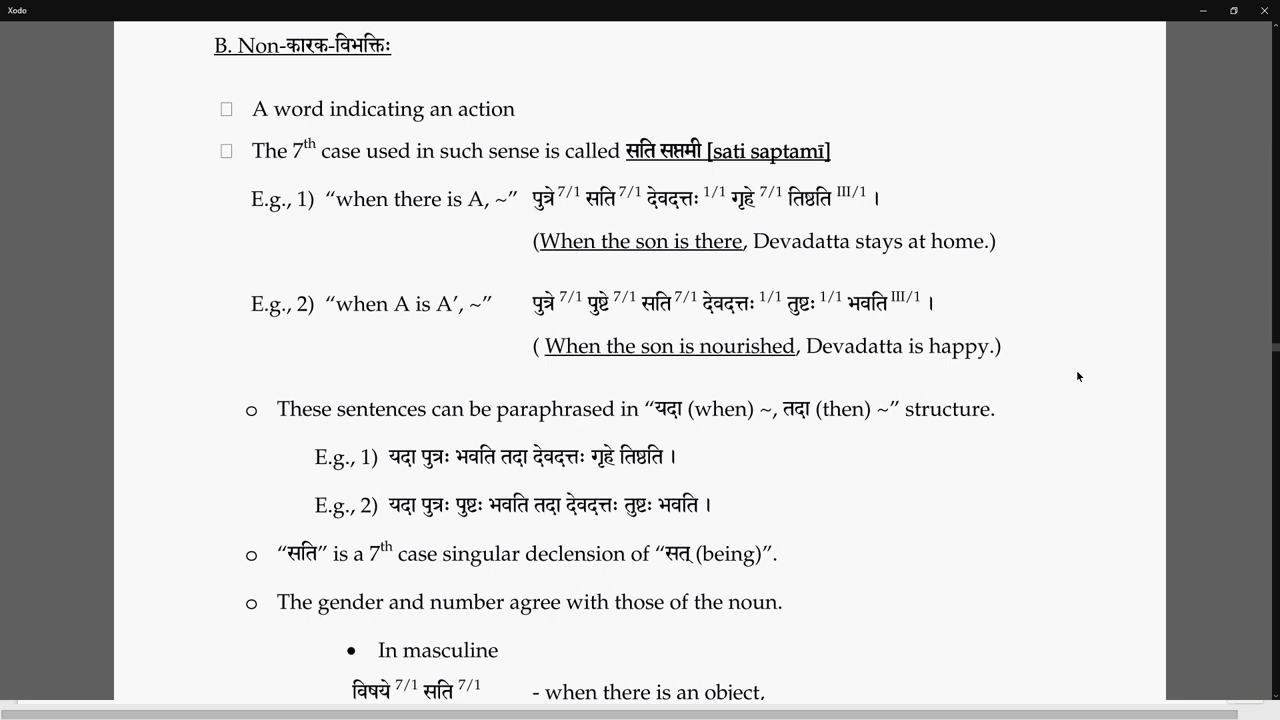 Xodo
B. Non-कारक-विभक्तिः
A word indicating an action
The 7th case used in such sense is called सति सप्तमी [sati saptamī]
E.g., 1) “when there is A, ~” पुत्रे 7/1 सति 7/1 देवदत्तः 1/1 गृहे 7/1 तिष्ठति III/1 ।
(When the son is there, Devadatta stays at home.)
E.g., 2) “when A is A’, ~” पुत्रे 7/1 पुष्टे 7/1 सति 7/1 देवदत्तः 1/1 तुष्टः 1/1 भवति III/1 ।
( When the son is nourished, Devadatta is happy.)
o These sentences can be paraphrased in “यदा (when) ~, तदा (then) ~” structure.
E.g., 1) यदा पुत्रः भवति तदा देवदत्तः गृहे तिष्ठति ।
E.g., 2) यदा पुत्रः पुष्टः भवति तदा देवदत्तः तुष्टः भवति ।
o “सति” is a 7th case singular declension of “सत् (being)”.
o The gender and number agree with those of the noun.
• In masculine
विषये 7/1 सति 7/1 - when there is an object,